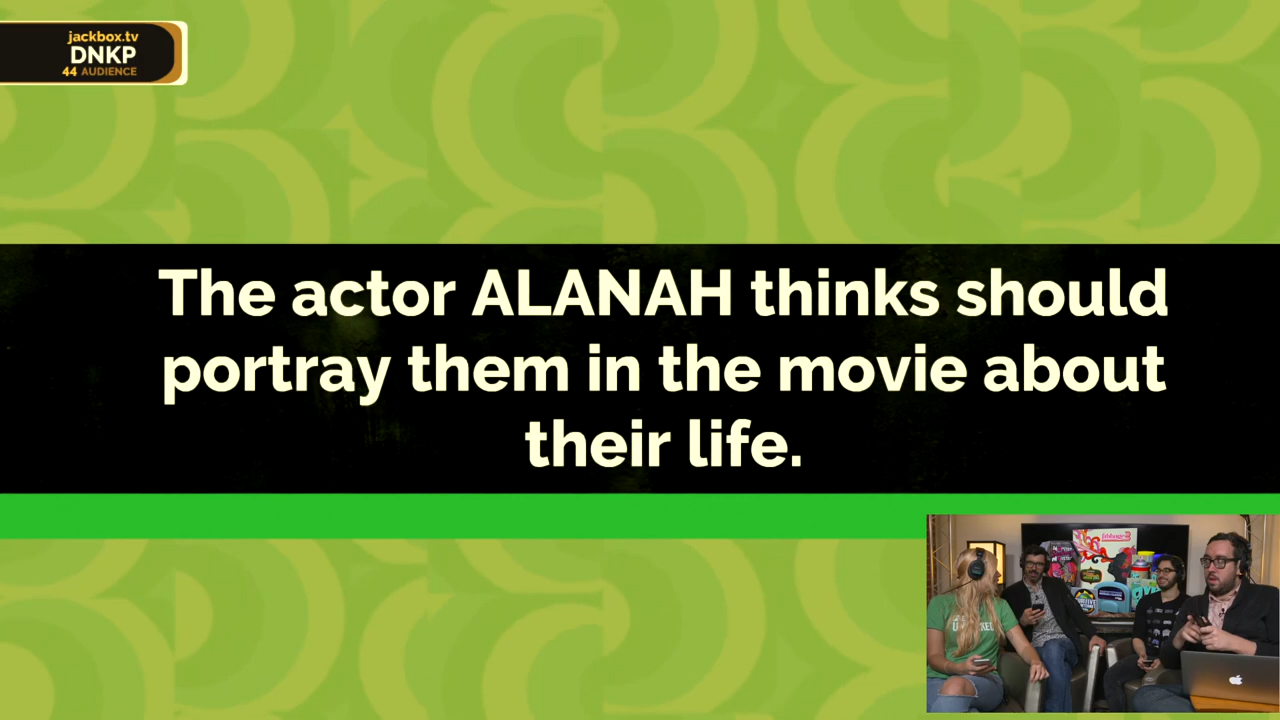 jackbox.tv
DNKP
44 AUDIENCE
The actor ALANAH thinks should
portray them in the movie about
their life.